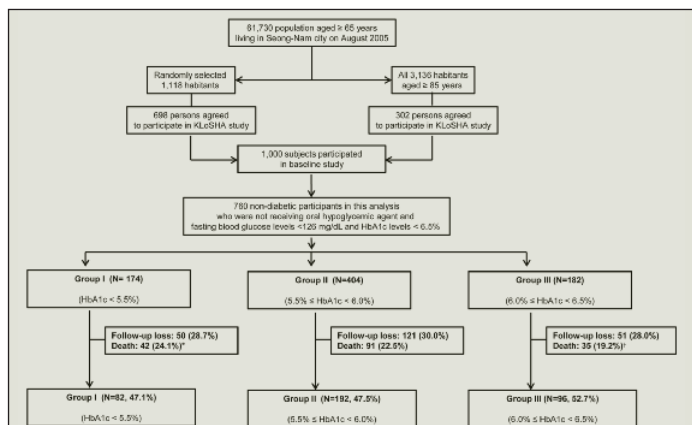 61,730 population aged ≥ 65 years
living in Seong-Nam city on August 2005
Randomly selected
1,118 habitants
All 3,136 habitants
aged ≥ 85 years
698 persons agreed
to participate in KLoSHA study
302 persons agreed
to participate in KLoSHA study
1,000 subjects participated
in baseline study
760 non-diabetic participants in this analysis
who were not receiving oral hypoglycemic agent and
fasting blood glucose levels <126 mg/dL and HbA1c levels < 6.5%
Group I (N= 174)
(HbA1c < 5.5%)
Group II (N=404)
(5.5% ≤ HbA1c < 6.0%)
Group III (N=182)
(6.0% ≤ HbA1c < 6.5%)
Follow-up loss: 50 (28.7%)
Death: 42 (24.1%)*
Follow-up loss: 121 (30.0%)
Death: 91 (22.5%)
Follow-up loss: 51 (28.0%)
Death: 35 (19.2%)
Group I (N=82, 47.1%)
(HbA1c < 5.5%)
Group II (N=192, 47.5%)
(5.5% ≤ HbA1c < 6.0%)
Group III (N=96, 52.7%)
(6.0% ≤ HbA1c < 6.5%)